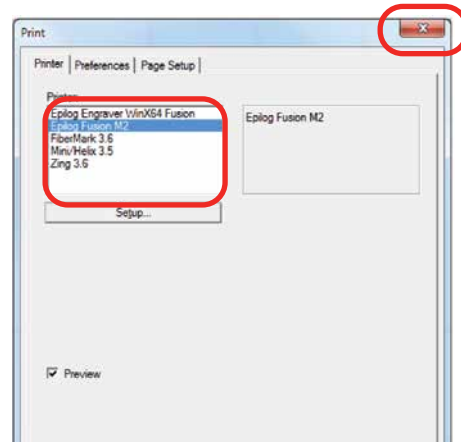 Print
Printer Preferences Page Setup
Printer
Epilog Engraver WinX64 Fusion
Epilog Fusion M2
FiberMark 3.6
Mini/Helix 3.5
Zing 3.6
Epilog Fusion M2
Setup...
Preview